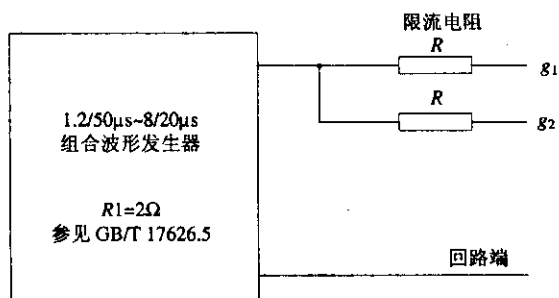 限流电阻
R
g₁
R
g₂
1.2/50μs~8/20μs
组合波形发生器
R1=2Ω
参见 GB/T 17626.5
回路端